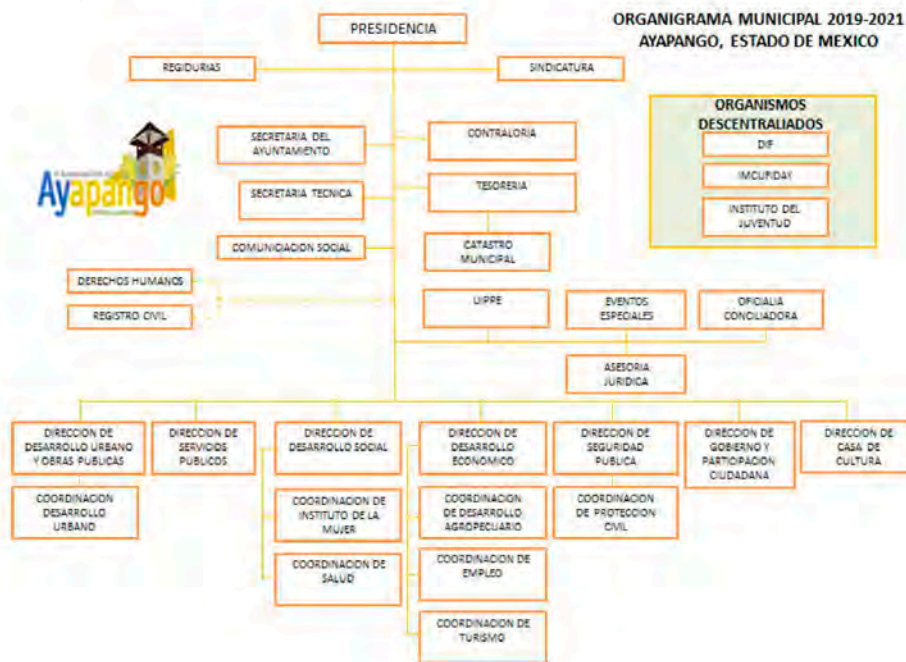 ORGANIGRAMA MUNICIPAL 2019-2021
AYAPANGO, ESTADO DE MEXICO
PRESIDENCIA
REGIDURIAS
SINDICATURA
ORGANISMOS
DESCENTRALIADOS
DIF
IMCUFIDAY
INSTITUTO DEL
JUVENTUD
Ayapango
SECRETARIA DEL
AYUNTAMIENTO
CONTRALORIA
SECRETARIA TECNICA
TESORERIA
COMUNICIACION SOCIAL
CATASTRO
MUNICIPAL
DERECHOS HUMANOS
REGISTRO CIVIL
UIPPE
EVENTOS
ESPECIALES
OFICIALIA
CONCILIADORA
ASESORIA
JURIDICA
DIRECCION DE
DESARROLLO URBANO
Y OBRAS PUBLICAS
DIRECCION DE
SERVICIOS
PUBLICOS
DIRECCION DE
DESARROLLO SOCIAL
DIRECCION DE
DESARROLLO
ECONOMICO
DIRECCION DE
SEGURIDAD
PUBLICA
DIRECCION DE
GOBIERNO Y
PARTICIPACION
CIUDADANA
DIRECCION DE
CASA DE
CULTURA
COORDINACION
DESARROLLO
URBANO
COORDINACION DE
INSTITUTO DE LA
MUJER
COORDINACION
DE DESARROLLO
AGROPECUARIO
COORDINACION
DE PROTECCION
CIVIL
COORDINACION DE
SALUD
COORDINACION DE
EMPLEO
COORDINACION DE
TURISMO